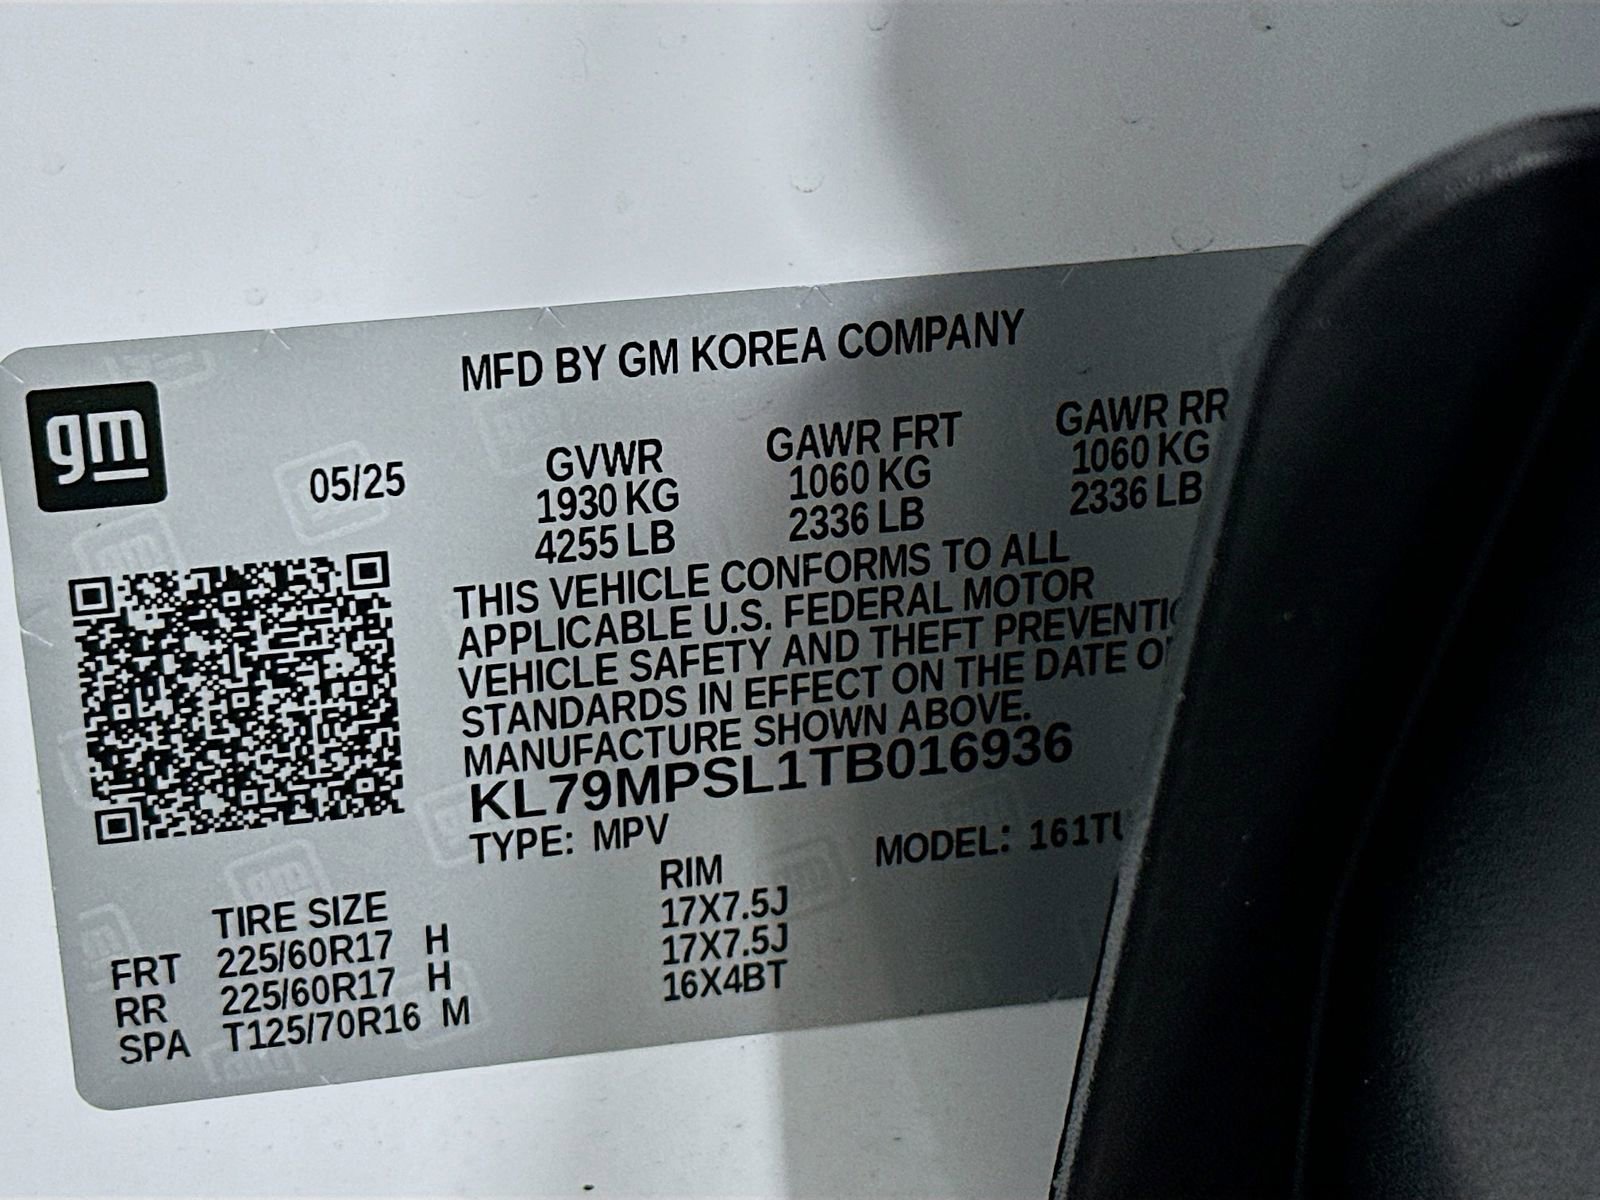 MFD BY GM KOREA COMPANY
gm
05/25
GVWR GAWR FRT GAWR RR
1930 KG 1060 KG 1060 KG
4255 LB 2336 LB 2336 LB
THIS VEHICLE CONFORMS TO ALL
APPLICABLE U.S. FEDERAL MOTOR
VEHICLE SAFETY AND THEFT
STANDARDS IN EFFECT ON THE DATE
MANUFACTURE SHOWN ABOVE.
KL79MPSL1TB016936
TYPE: MPV MODEL:
TIRE SIZE RIM
FRT 225/60R17 H 17X7.5J
RR 225/60R17 H 17X7.5J
SPA T125/70R16 M 16X4BT